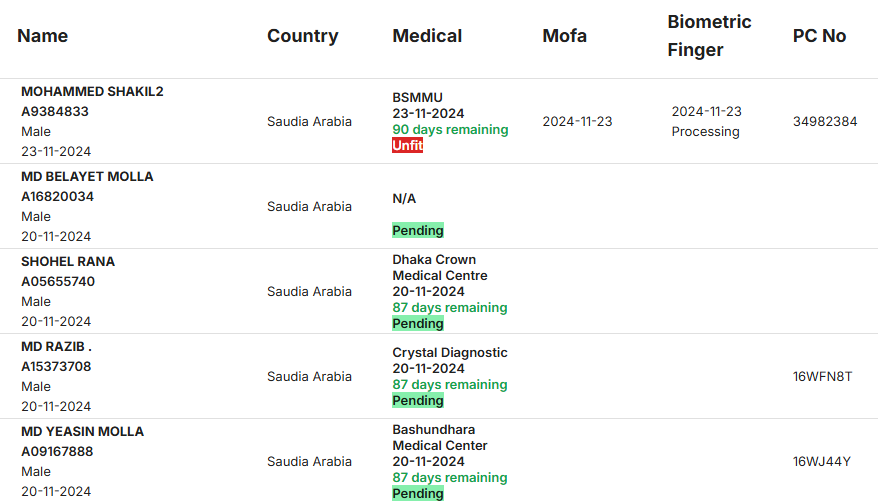 Name Country Medical Mofa Biometric Finger PC No
MOHAMMED SHAKIL2
A9384833
Male
23-11-2024
Saudia Arabia
BSMMU
23-11-2024
90 days remaining
Unfit
2024-11-23
2024-11-23
Processing
34982384
MD BELAYET MOLLA
A16820034
Male
20-11-2024
Saudia Arabia
N/A
Pending
SHOHEL RANA
A05655740
Male
20-11-2024
Saudia Arabia
Dhaka Crown
Medical Centre
20-11-2024
87 days remaining
Pending
MD RAZIB .
A15373708
Male
20-11-2024
Saudia Arabia
Crystal Diagnostic
20-11-2024
87 days remaining
Pending
16WFN8T
MD YEASIN MOLLA
A09167888
Male
20-11-2024
Saudia Arabia
Bashundhara
Medical Center
20-11-2024
87 days remaining
Pending
16WJ44Y